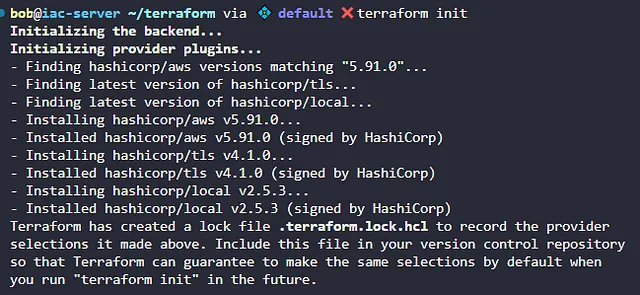 bob@iac-server ~/terraform via 💠 default ❌ terraform init
Initializing the backend...
Initializing provider plugins...
- Finding hashicorp/aws versions matching "5.91.0"...
- Finding latest version of hashicorp/tls...
- Finding latest version of hashicorp/local...
- Installing hashicorp/aws v5.91.0...
- Installed hashicorp/aws v5.91.0 (signed by HashiCorp)
- Installing hashicorp/tls v4.1.0...
- Installed hashicorp/tls v4.1.0 (signed by HashiCorp)
- Installing hashicorp/local v2.5.3...
- Installed hashicorp/local v2.5.3 (signed by HashiCorp)
Terraform has created a lock file .terraform.lock.hcl to record the provider
selections it made above. Include this file in your version control repository
so that Terraform can guarantee to make the same selections by default when
you run "terraform init" in the future.